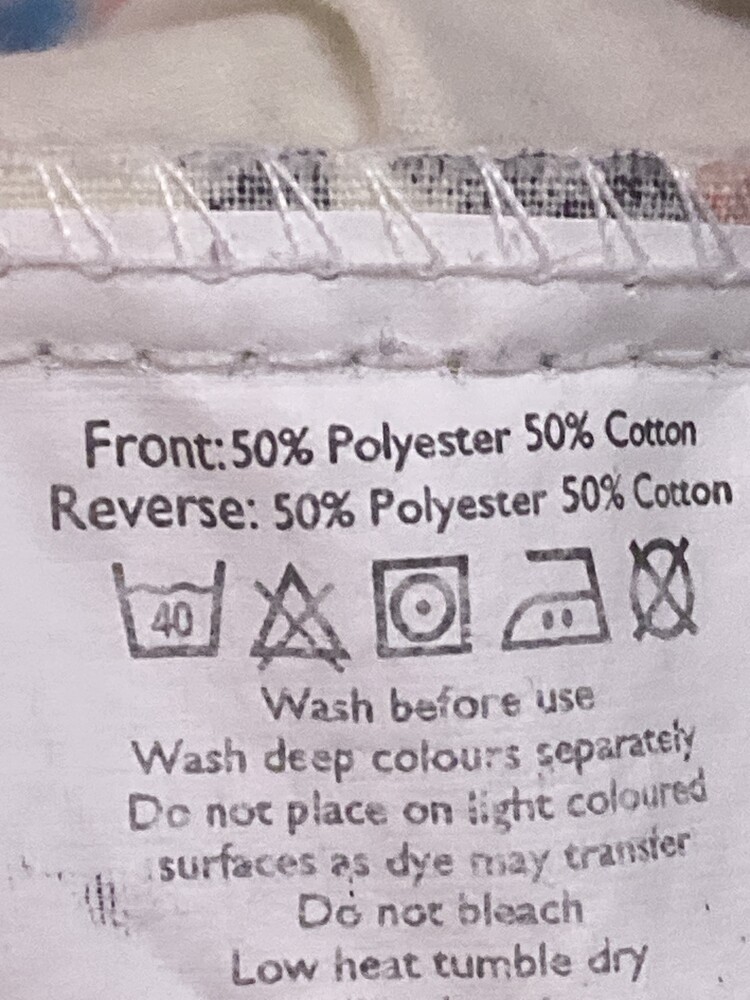 Front: 50% Polyester 50% Cotton
Reverse: 50% Polyester 50% Cotton
40
Wash before use
Wash deep colours separately
Do not place on light coloured
surfaces as dye may transfer
Do not bleach
Low heat tumble dry